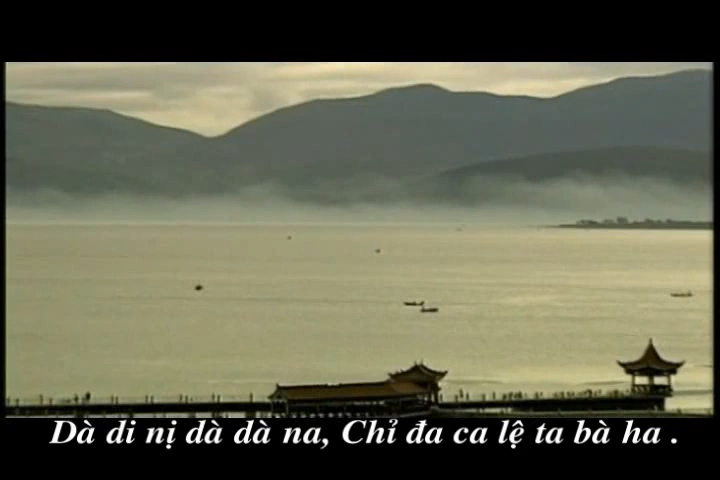 Dà di nị dà dà na, Chỉ đa ca lệ ta bà ha .